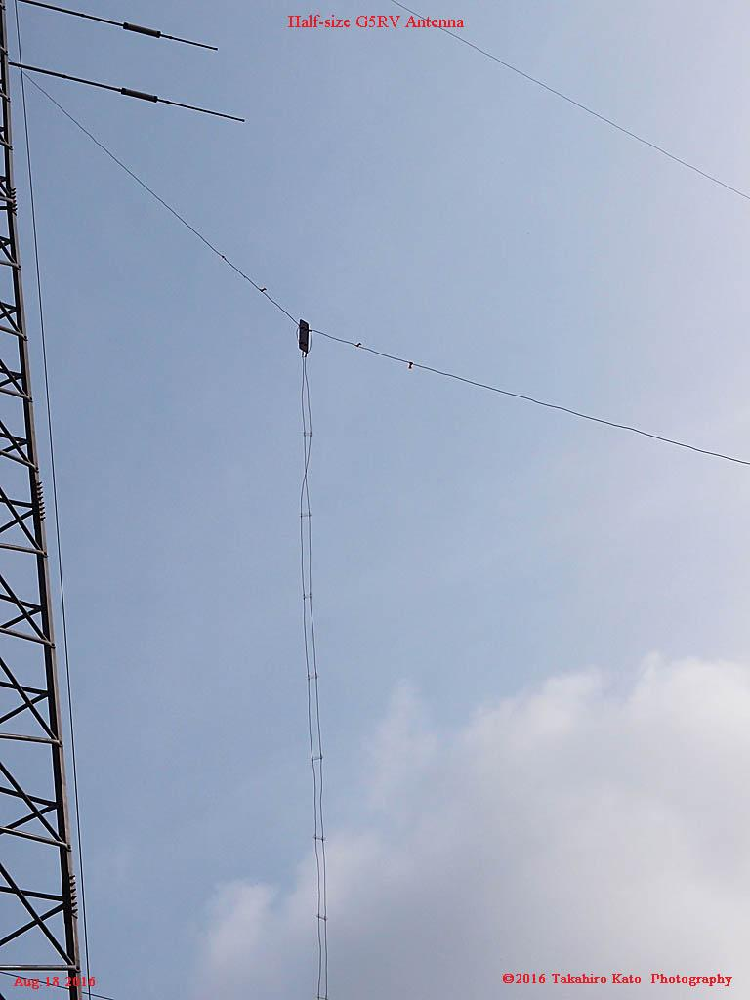 Half-size G5RV Antenna
Aug.18 2016
©2016 Takahiro Kato Photography